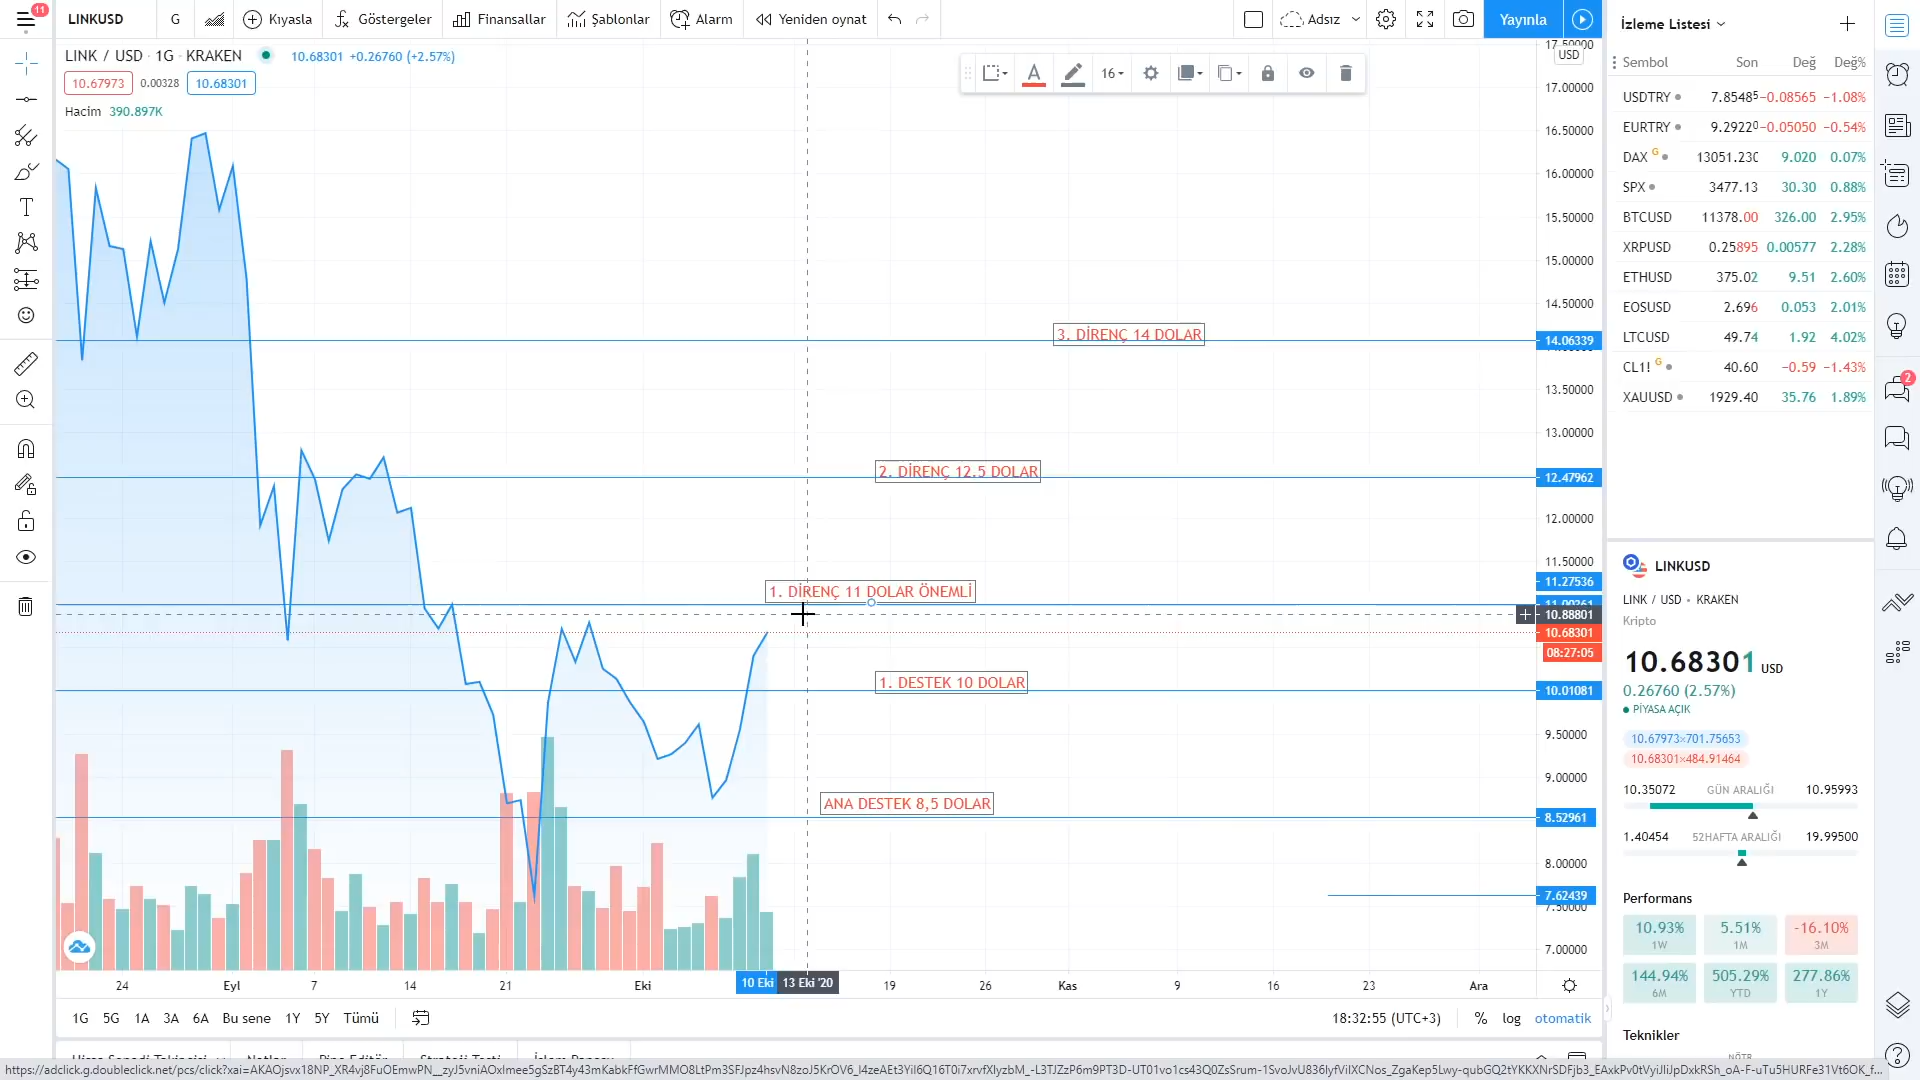 11
LINKUSD
G
Kıyasla
Göstergeler
Finansallar
Şablonlar
Alarm
Yeniden oynat
Adsız
Yayınla
LINK / USD · 1G · KRAKEN
10.68301 +0.26760 (+2.57%)
10.67973 0.00328 10.68301
Hacim 390.897K
16
3. DİRENÇ 14 DOLAR
2. DİRENÇ 12.5 DOLAR
1. DİRENÇ 11 DOLAR ÖNEMLİ
1. DESTEK 10 DOLAR
ANA DESTEK 8,5 DOLAR
17.50000
USD
17.00000
16.50000
16.00000
15.50000
15.00000
14.50000
14.06339
13.50000
13.00000
12.47962
12.00000
11.50000
11.27536
10.88801
10.68301
08:27:05
10.01081
9.50000
9.00000
8.52961
8.00000
7.62439
7.50000
7.00000
24 Eyl 7 14 21 Eki 10 Eki 13 Eki '20 19 26 Kas 9 16 23 Ara
1G 5G 1A 3A 6A Bu sene 1Y 5Y Tümü
18:32:55 (UTC+3) % log otomatik
İzleme Listesi
Sembol Son Değ Değ%
USDTRY 7.85485 −0.08565 −1.08%
EURTRY 9.29220 −0.05050 −0.54%
DAX G 13051.230 9.020 0.07%
SPX 3477.13 30.30 0.88%
BTCUSD 11378.00 326.00 2.95%
XRPUSD 0.25895 0.00577 2.28%
ETHUSD 375.02 9.51 2.60%
EOSUSD 2.696 0.053 2.01%
LTCUSD 49.74 1.92 4.02%
CL1! G 40.60 −0.59 −1.43%
XAUUSD 1929.40 35.76 1.89%
LINKUSD
LINK / USD • KRAKEN
Kripto
10.68301 USD
0.26760 (2.57%)
PİYASA AÇIK
10.67973×701.75653
10.68301×484.91464
10.35072 GÜN ARALIĞI 10.95993
1.40454 52HAFTA ARALIĞI 19.99500
Performans
10.93% 5.51% -16.10%
1W 1M 3M
144.94% 505.29% 277.86%
6M YTD 1Y
Teknikler
NÖTR
2